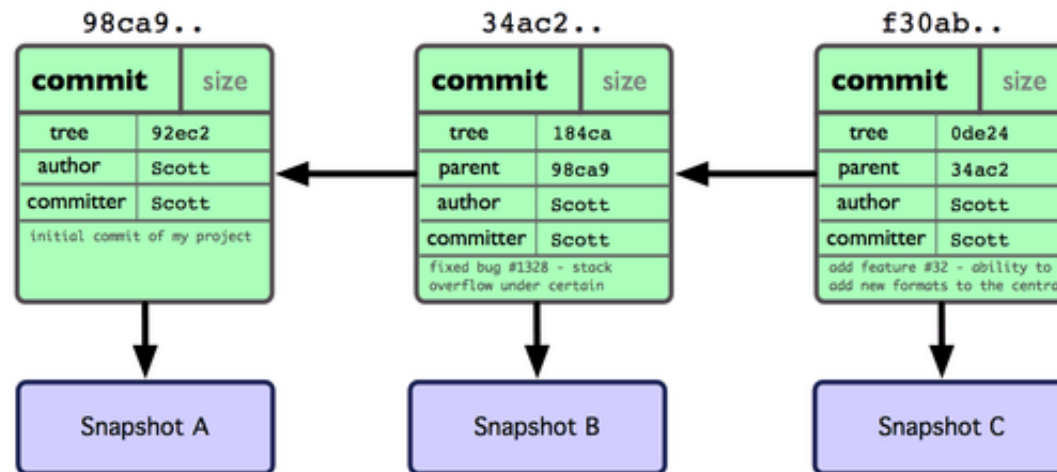 98ca9..
34ac2..
f30ab..
commit size
tree 92ec2
author Scott
committer Scott
initial commit of my project
commit size
tree 184ca
parent 98ca9
author Scott
committer Scott
fixed bug #1328 - stack
overflow under certain
commit size
tree 0de24
parent 34ac2
author Scott
committer Scott
add feature #32 - ability to
add new formats to the centra
Snapshot A
Snapshot B
Snapshot C